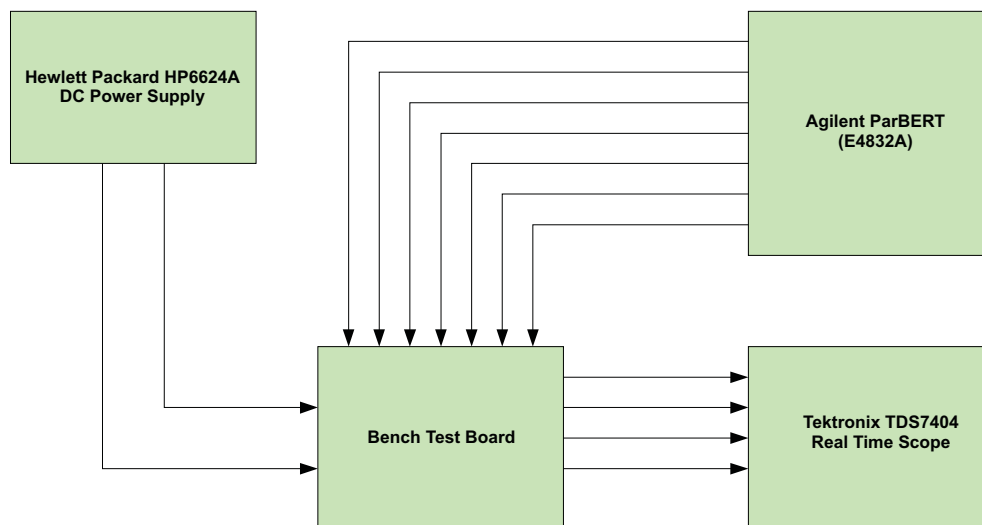 Hewlett Packard HP6624A
DC Power Supply
Agilent ParBERT
(E4832A)
Bench Test Board
Tektronix TDS7404
Real Time Scope